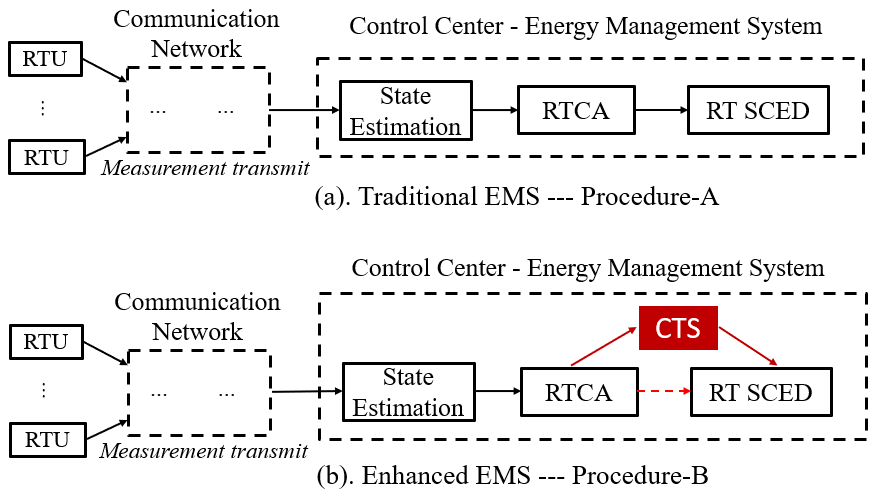 Communication
Network
Control Center - Energy Management System
RTU
⋮
RTU
... ...
State
Estimation
RTCA
RT SCED
Measurement transmit
(a). Traditional EMS --- Procedure-A
Control Center - Energy Management System
Communication
Network
CTS
RTU
⋮
RTU
... ...
State
Estimation
RTCA
RT SCED
Measurement transmit
(b). Enhanced EMS --- Procedure-B